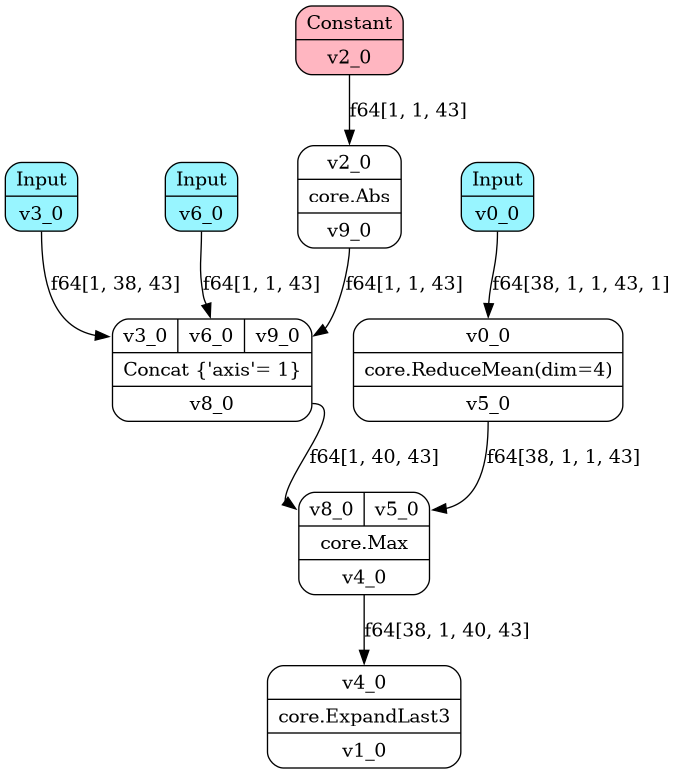 Constant
v2_0
f64[1, 1, 43]
Input
v3_0
Input
v6_0
v2_0
core.Abs
v9_0
Input
v0_0
f64[1, 38, 43]
f64[1, 1, 43]
f64[1, 1, 43]
f64[38, 1, 1, 43, 1]
v3_0 v6_0 v9_0
Concat {'axis'= 1}
v8_0
v0_0
core.ReduceMean(dim=4)
v5_0
f64[1, 40, 43]
f64[38, 1, 1, 43]
v8_0 v5_0
core.Max
v4_0
f64[38, 1, 40, 43]
v4_0
core.ExpandLast3
v1_0